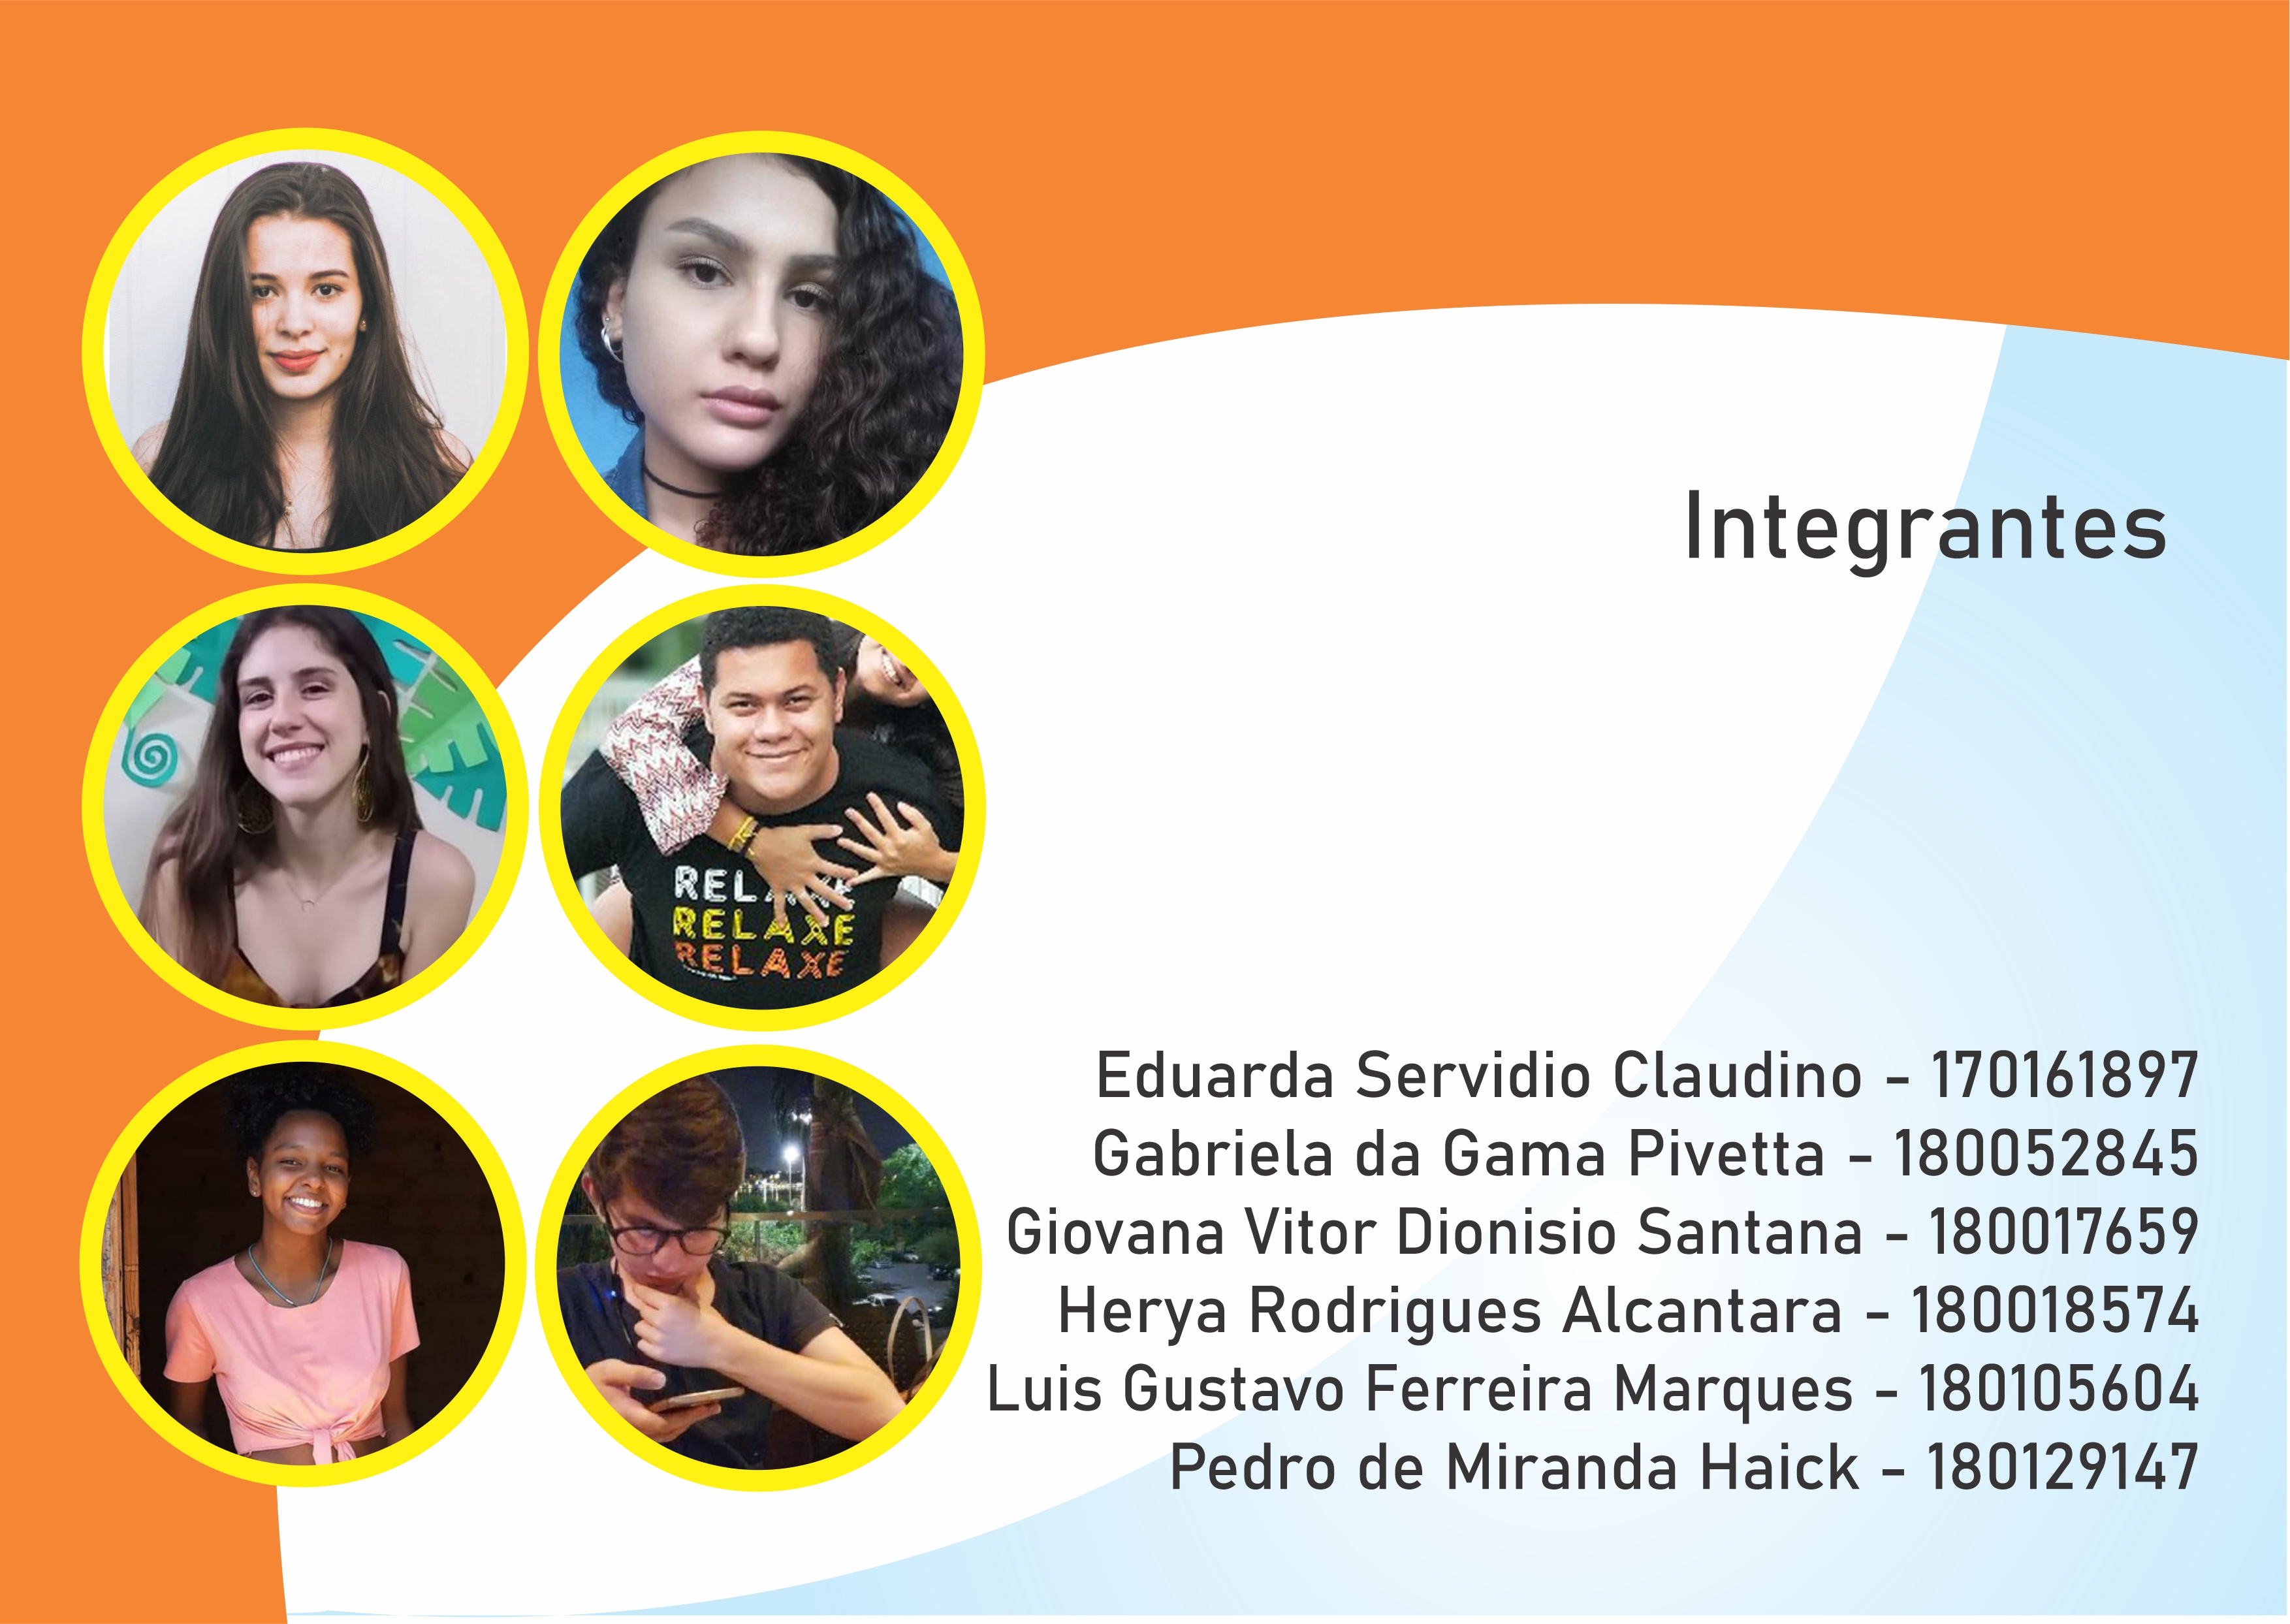 Integrantes
RELAXE
RELAXE
Eduarda Servidio Claudino - 170161897
Gabriela da Gama Pivetta - 180052845
Giovana Vitor Dionisio Santana - 180017659
Herya Rodrigues Alcantara - 180018574
Luis Gustavo Ferreira Marques - 180105604
Pedro de Miranda Haick - 180129147